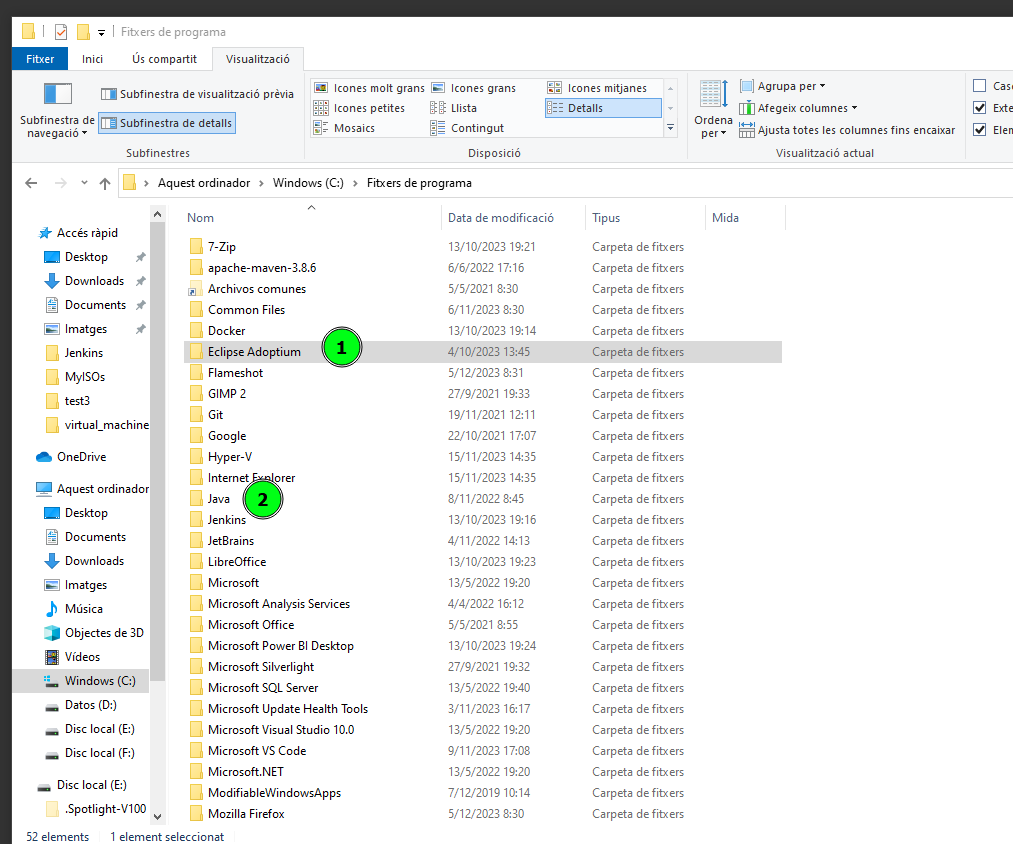 Fitxers de programa
Fitxer Inici Ús compartit Visualització
Subfinestra de navegació
Subfinestra de visualització prèvia
Subfinestra de detalls
Subfinestres
Icones molt grans Icones grans Icones mitjanes
Icones petites Llista Detalls
Mosaics Contingut
Disposició
Ordena per
Agrupa per
Afegeix columnes
Ajusta totes les columnes fins encaixar
Visualització actual
Aquest ordinador Windows (C:) Fitxers de programa
Accés ràpid
Desktop
Downloads
Documents
Imatges
Jenkins
MyISOs
test3
virtual_machine
OneDrive
Aquest ordinador
Desktop
Documents
Downloads
Imatges
Música
Objectes de 3D
Vídeos
Windows (C:)
Datos (D:)
Disc local (E:)
Disc local (F:)
Disc local (E:)
.Spotlight-V100
Nom Data de modificació Tipus Mida
7-Zip 13/10/2023 19:21 Carpeta de fitxers
apache-maven-3.8.6 6/6/2022 17:16 Carpeta de fitxers
Archivos comunes 5/5/2021 8:30 Carpeta de fitxers
Common Files 6/11/2023 8:30 Carpeta de fitxers
Docker 13/10/2023 19:14 Carpeta de fitxers
Eclipse Adoptium 1 4/10/2023 13:45 Carpeta de fitxers
Flameshot 5/12/2023 8:31 Carpeta de fitxers
GIMP 2 27/9/2021 19:33 Carpeta de fitxers
Git 19/11/2021 12:11 Carpeta de fitxers
Google 22/10/2021 17:07 Carpeta de fitxers
Hyper-V 15/11/2023 14:35 Carpeta de fitxers
Internet Explorer 15/11/2023 14:35 Carpeta de fitxers
Java 2 8/11/2022 8:45 Carpeta de fitxers
Jenkins 13/10/2023 19:16 Carpeta de fitxers
JetBrains 4/11/2022 14:13 Carpeta de fitxers
LibreOffice 13/10/2023 19:23 Carpeta de fitxers
Microsoft 13/5/2022 19:20 Carpeta de fitxers
Microsoft Analysis Services 4/4/2022 16:12 Carpeta de fitxers
Microsoft Office 5/5/2021 8:55 Carpeta de fitxers
Microsoft Power BI Desktop 13/10/2023 19:24 Carpeta de fitxers
Microsoft Silverlight 27/9/2021 19:32 Carpeta de fitxers
Microsoft SQL Server 13/5/2022 19:40 Carpeta de fitxers
Microsoft Update Health Tools 3/11/2023 16:17 Carpeta de fitxers
Microsoft Visual Studio 10.0 13/5/2022 19:20 Carpeta de fitxers
Microsoft VS Code 9/11/2023 17:08 Carpeta de fitxers
Microsoft.NET 13/5/2022 19:20 Carpeta de fitxers
ModifiableWindowsApps 7/12/2019 10:14 Carpeta de fitxers
Mozilla Firefox 5/12/2023 8:30 Carpeta de fitxers
52 elements 1 element seleccionat